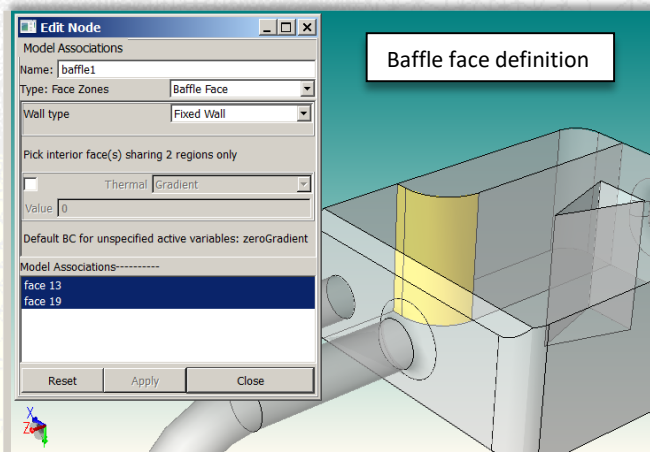 Edit Node
Model Associations
Name: baffle1
Type: Face Zones Baffle Face
Wall type Fixed Wall
Pick interior face(s) sharing 2 regions only
Thermal Gradient
Value 0
Default BC for unspecified active variables: zeroGradient
Model Associations----------
face 13
face 19
Reset Apply Close
Baffle face definition
X
Z